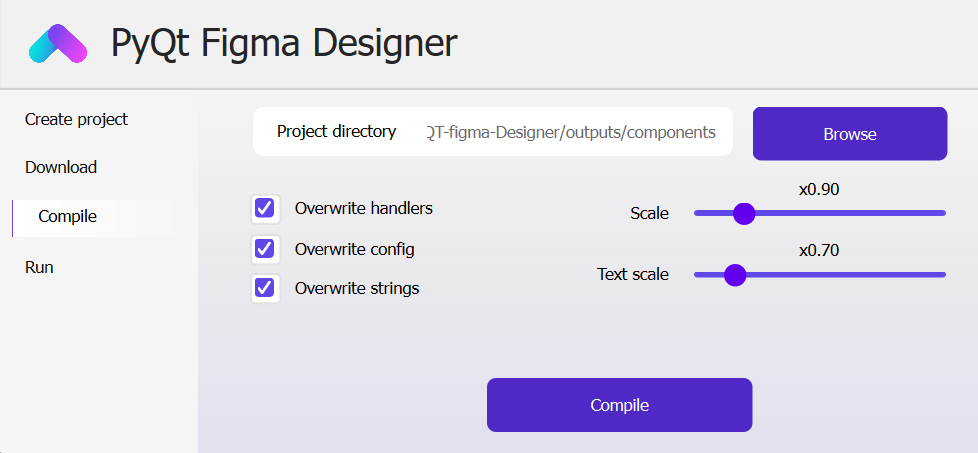 PyQt Figma Designer
Create project
Download
Compile
Run
Project directory
QT-figma-Designer/outputs/components
Browse
Overwrite handlers
Overwrite config
Overwrite strings
x0.90
Scale
x0.70
Text scale
Compile